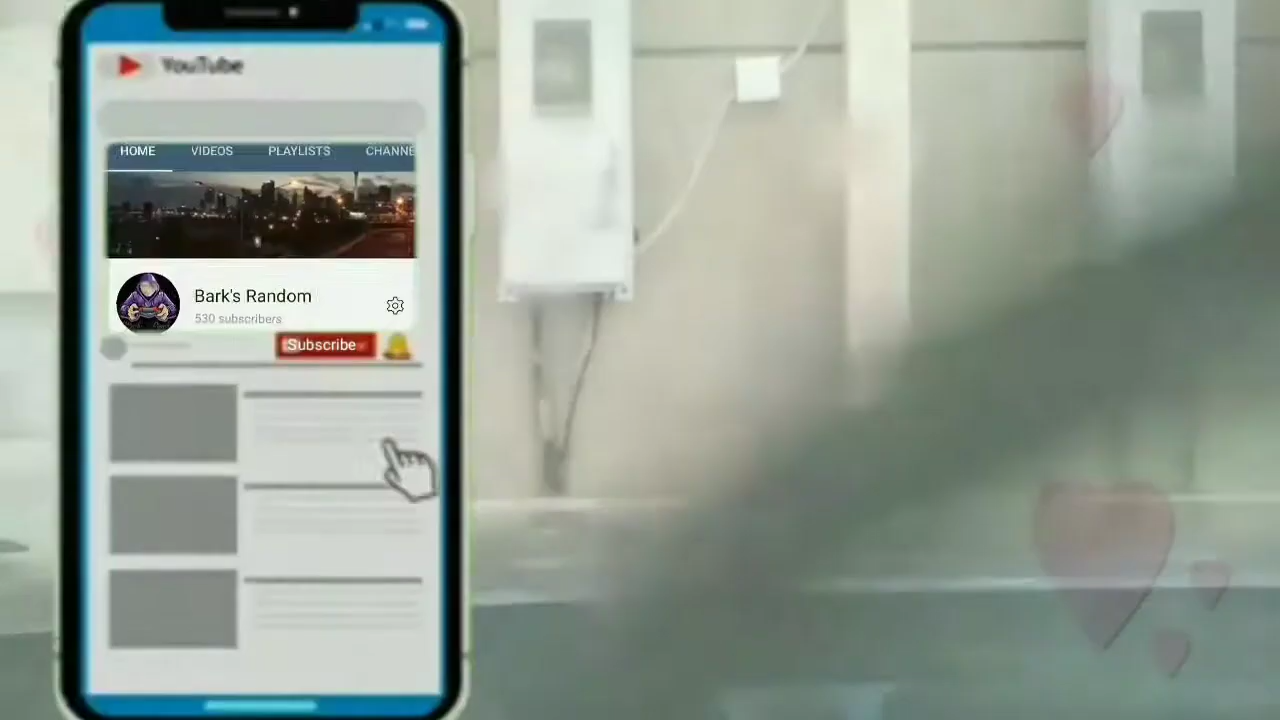 YouTube
HOME VIDEOS PLAYLISTS CHANNE
Bark's Random
530 subscribers
Subscribe